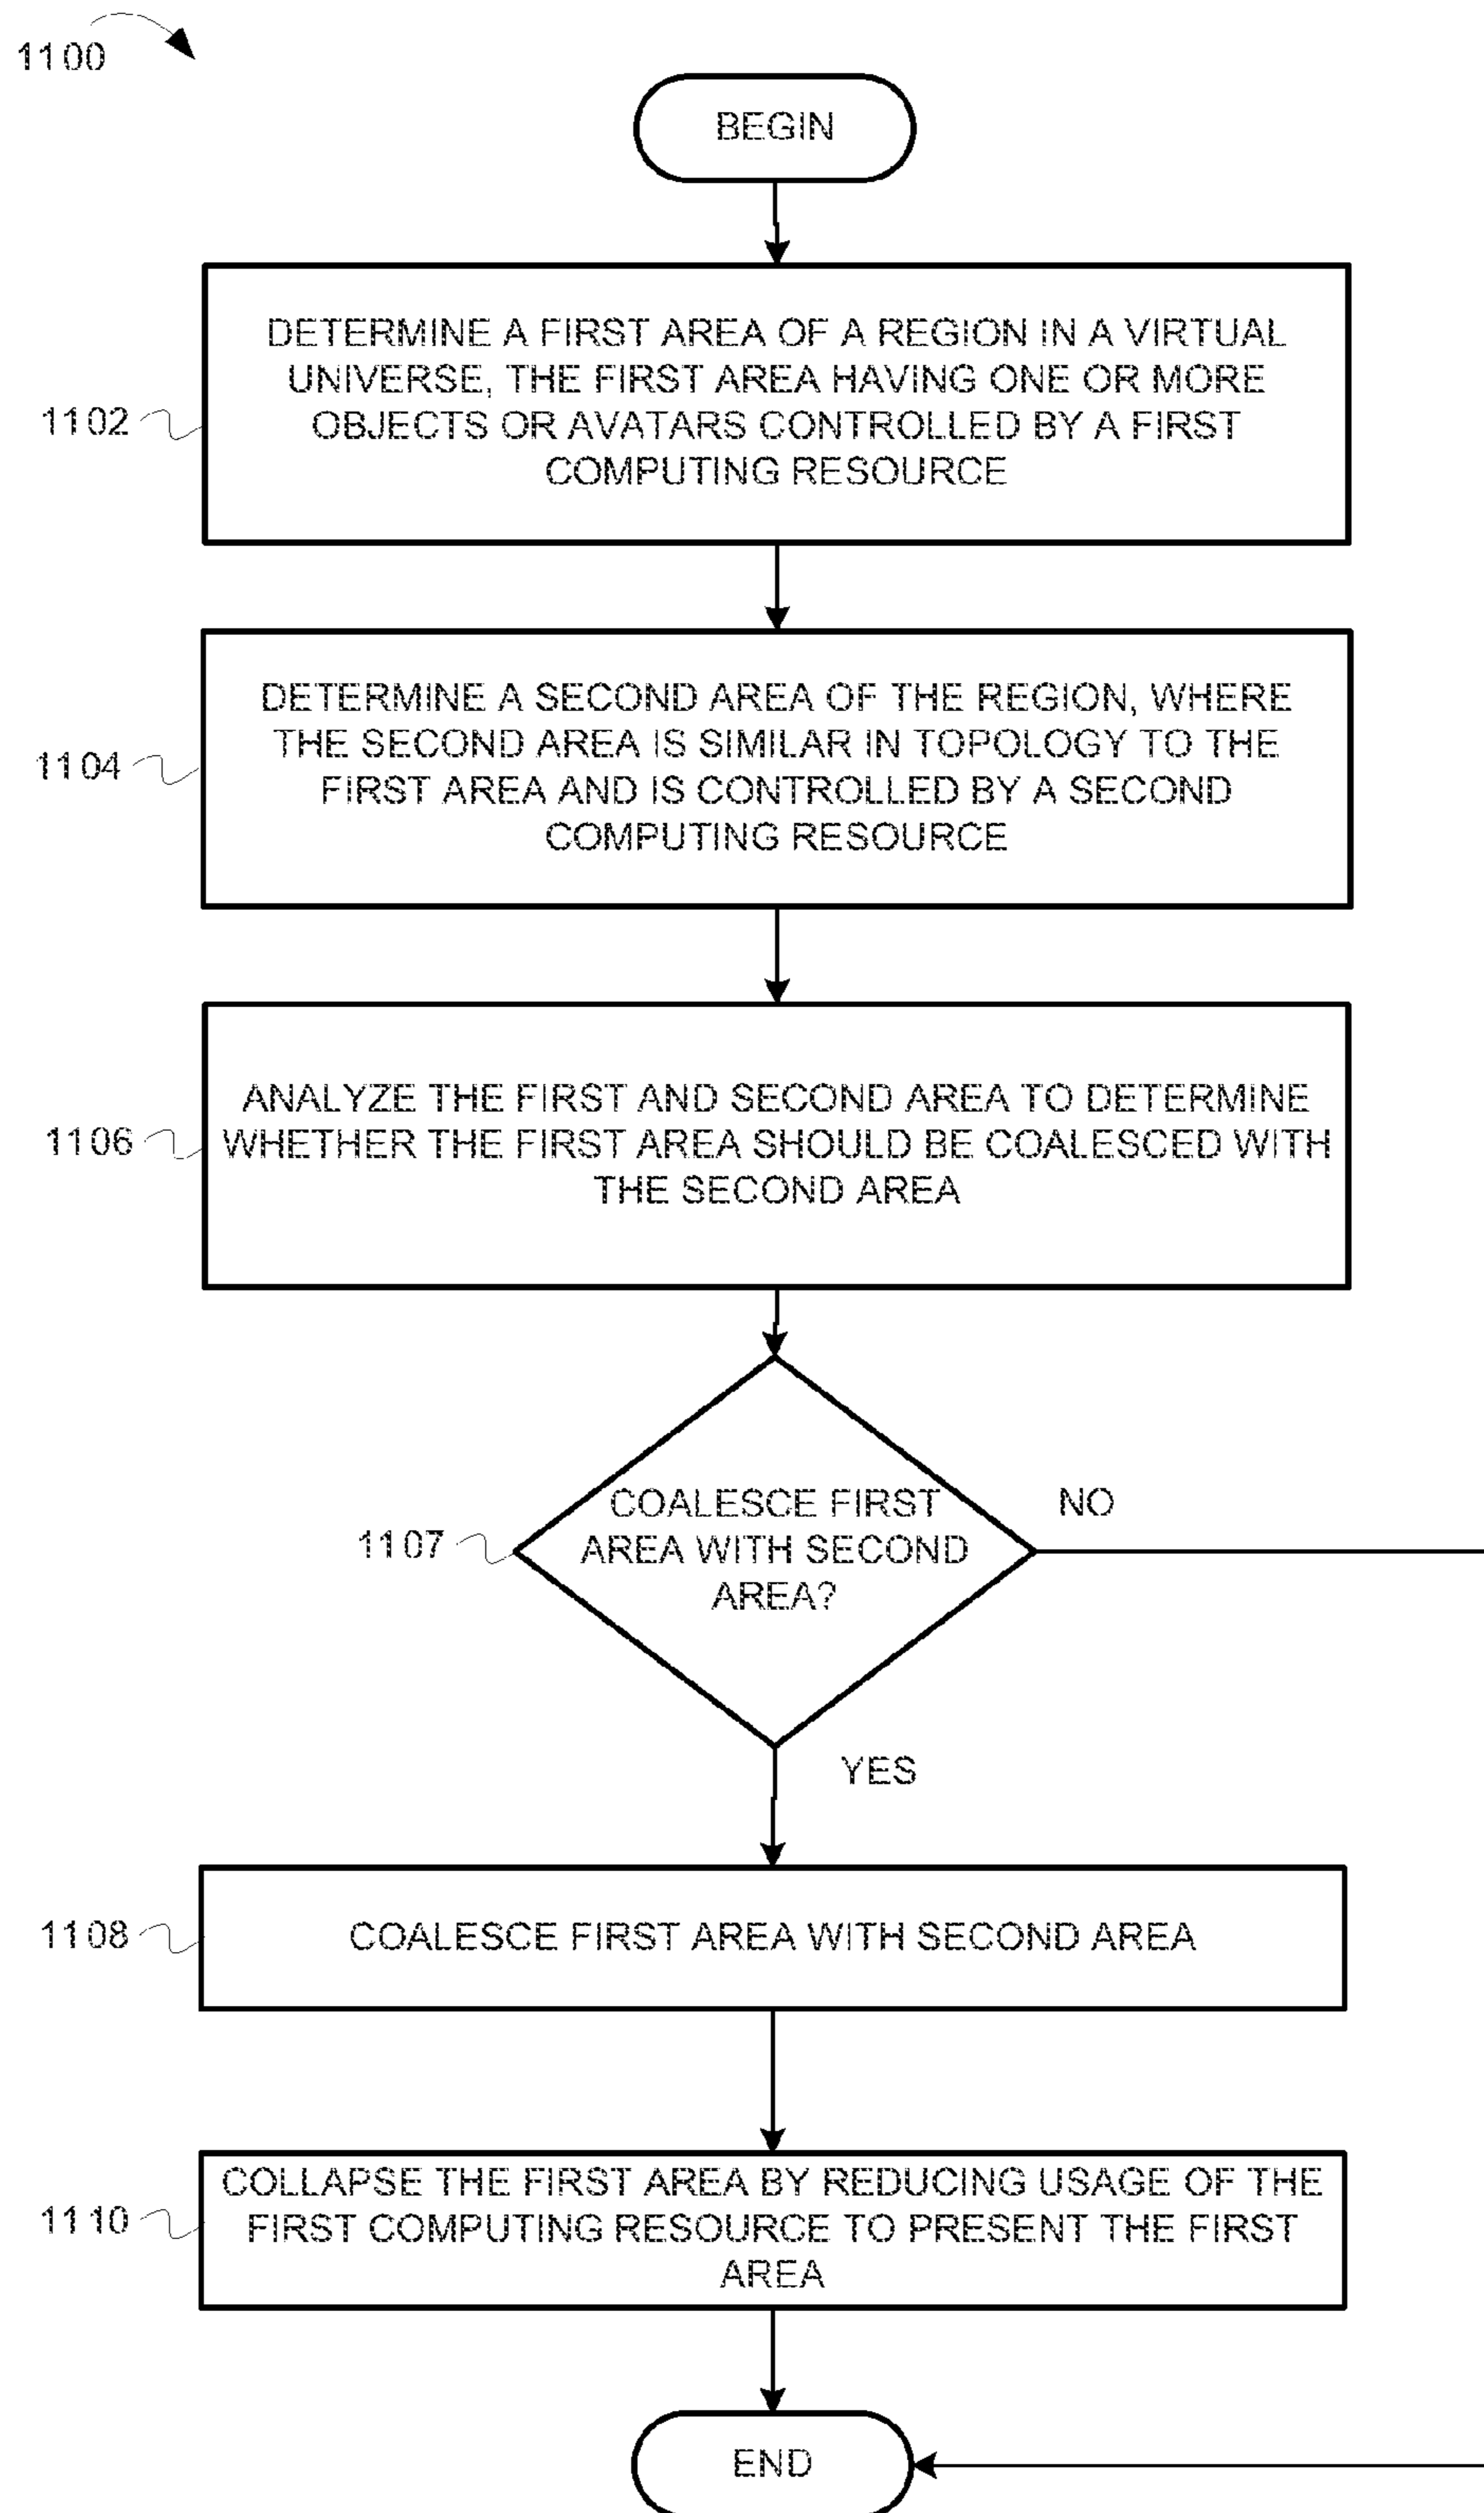 1100
BEGIN
DETERMINE A FIRST AREA OF A REGION IN A VIRTUAL
UNIVERSE, THE FIRST AREA HAVING ONE OR MORE
OBJECTS OR AVATARS CONTROLLED BY A FIRST
COMPUTING RESOURCE
1102
DETERMINE A SECOND AREA OF THE REGION, WHERE
THE SECOND AREA IS SIMILAR IN TOPOLOGY TO THE
FIRST AREA AND IS CONTROLLED BY A SECOND
COMPUTING RESOURCE
1104
ANALYZE THE FIRST AND SECOND AREA TO DETERMINE
WHETHER THE FIRST AREA SHOULD BE COALESCED WITH
THE SECOND AREA
1106
COALESCE FIRST
AREA WITH SECOND
AREA?
1107
NO
YES
1108
COALESCE FIRST AREA WITH SECOND AREA
COLLAPSE THE FIRST AREA BY REDUCING USAGE OF THE
FIRST COMPUTING RESOURCE TO PRESENT THE FIRST
AREA
1110
END